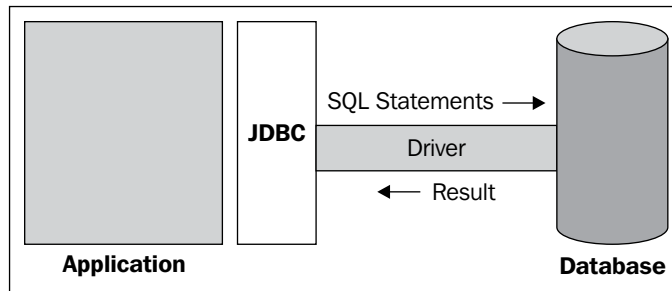 SQL Statements
JDBC
Driver
Result
Application
Database